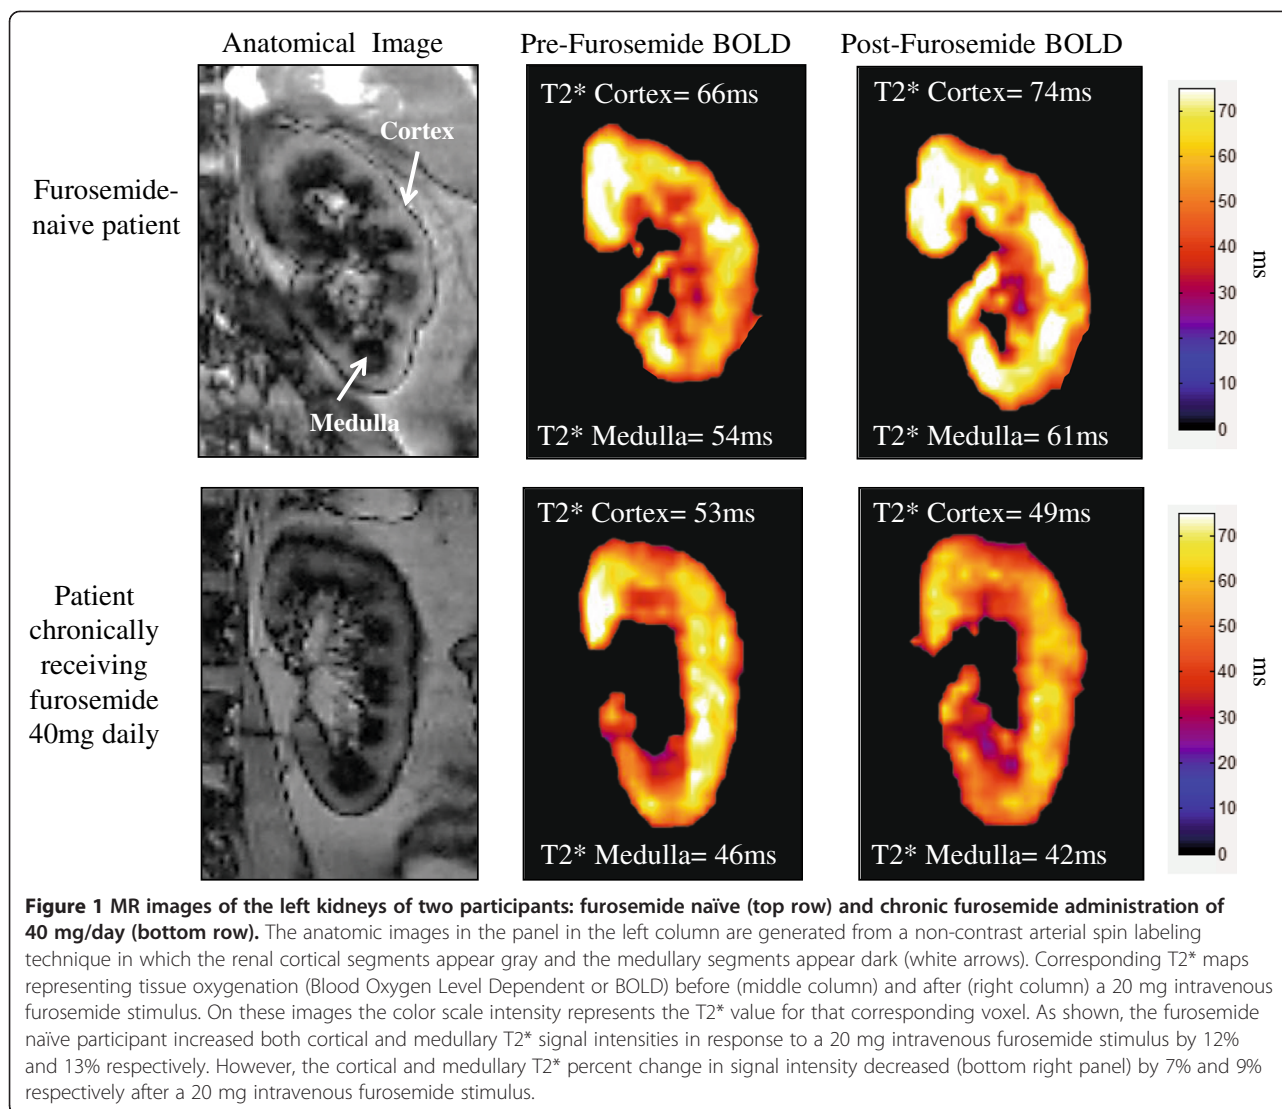 Anatomical Image
Pre-Furosemide BOLD
Post-Furosemide BOLD
Furosemide-
naive patient
Cortex
Medulla
T2* Cortex= 66ms
T2* Medulla= 54ms
T2* Cortex= 74ms
T2* Medulla= 61ms
70
60
50
40
30
20
10
0
ms
Patient
chronically
receiving
furosemide
40mg daily
T2* Cortex= 53ms
T2* Medulla= 46ms
T2* Cortex= 49ms
T2* Medulla= 42ms
70
60
50
40
30
20
10
0
ms
Figure 1 MR images of the left kidneys of two participants: furosemide naïve (top row) and chronic furosemide administration of
40 mg/day (bottom row). The anatomic images in the panel in the left column are generated from a non-contrast arterial spin labeling
technique in which the renal cortical segments appear gray and the medullary segments appear dark (white arrows). Corresponding T2* maps
representing tissue oxygenation (Blood Oxygen Level Dependent or BOLD) before (middle column) and after (right column) a 20 mg intravenous
furosemide stimulus. On these images the color scale intensity represents the T2* value for that corresponding voxel. As shown, the furosemide
naïve participant increased both cortical and medullary T2* signal intensities in response to a 20 mg intravenous furosemide stimulus by 12%
and 13% respectively. However, the cortical and medullary T2* percent change in signal intensity decreased (bottom right panel) by 7% and 9%
respectively after a 20 mg intravenous furosemide stimulus.